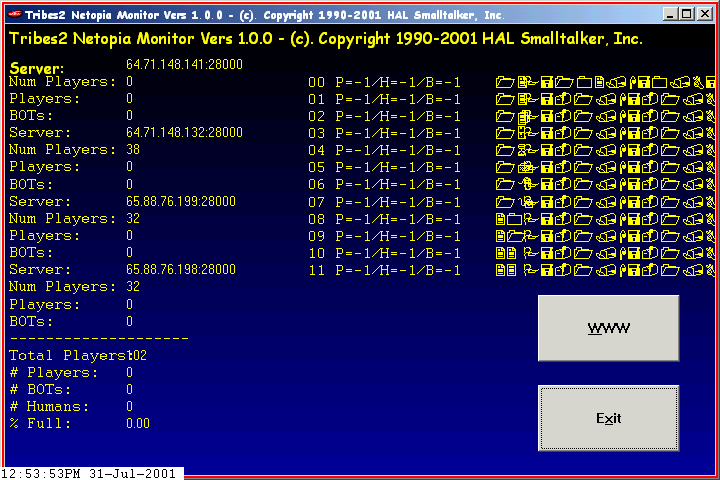 Tribes2 Netopia Monitor Vers 1.0.0 - (c). Copyright 1990-2001 HAL Smalltalker, Inc.
Tribes2 Netopia Monitor Vers 1.0.0 - (c). Copyright 1990-2001 HAL Smalltalker, Inc.
Server: 64.71.148.141:28000
Num Players: 0 00 P=-1/H=-1/B=-1
Players: 0 01 P=-1/H=-1/B=-1
BOTs: 0 02 P=-1/H=-1/B=-1
Server: 64.71.148.132:28000 03 P=-1/H=-1/B=-1
Num Players: 38 04 P=-1/H=-1/B=-1
Players: 0 05 P=-1/H=-1/B=-1
BOTs: 0 06 P=-1/H=-1/B=-1
Server: 65.88.76.199:28000 07 P=-1/H=-1/B=-1
Num Players: 32 08 P=-1/H=-1/B=-1
Players: 0 09 P=-1/H=-1/B=-1
BOTs: 0 10 P=-1/H=-1/B=-1
Server: 65.88.76.198:28000 11 P=-1/H=-1/B=-1
Num Players: 32
Players: 0
BOTs: 0
--------------------
Total Players: 102
# Players: 0
# BOTs: 0
# Humans: 0
% Full: 0.00
WWW
Exit
12:53:53PM 31-Jul-2001